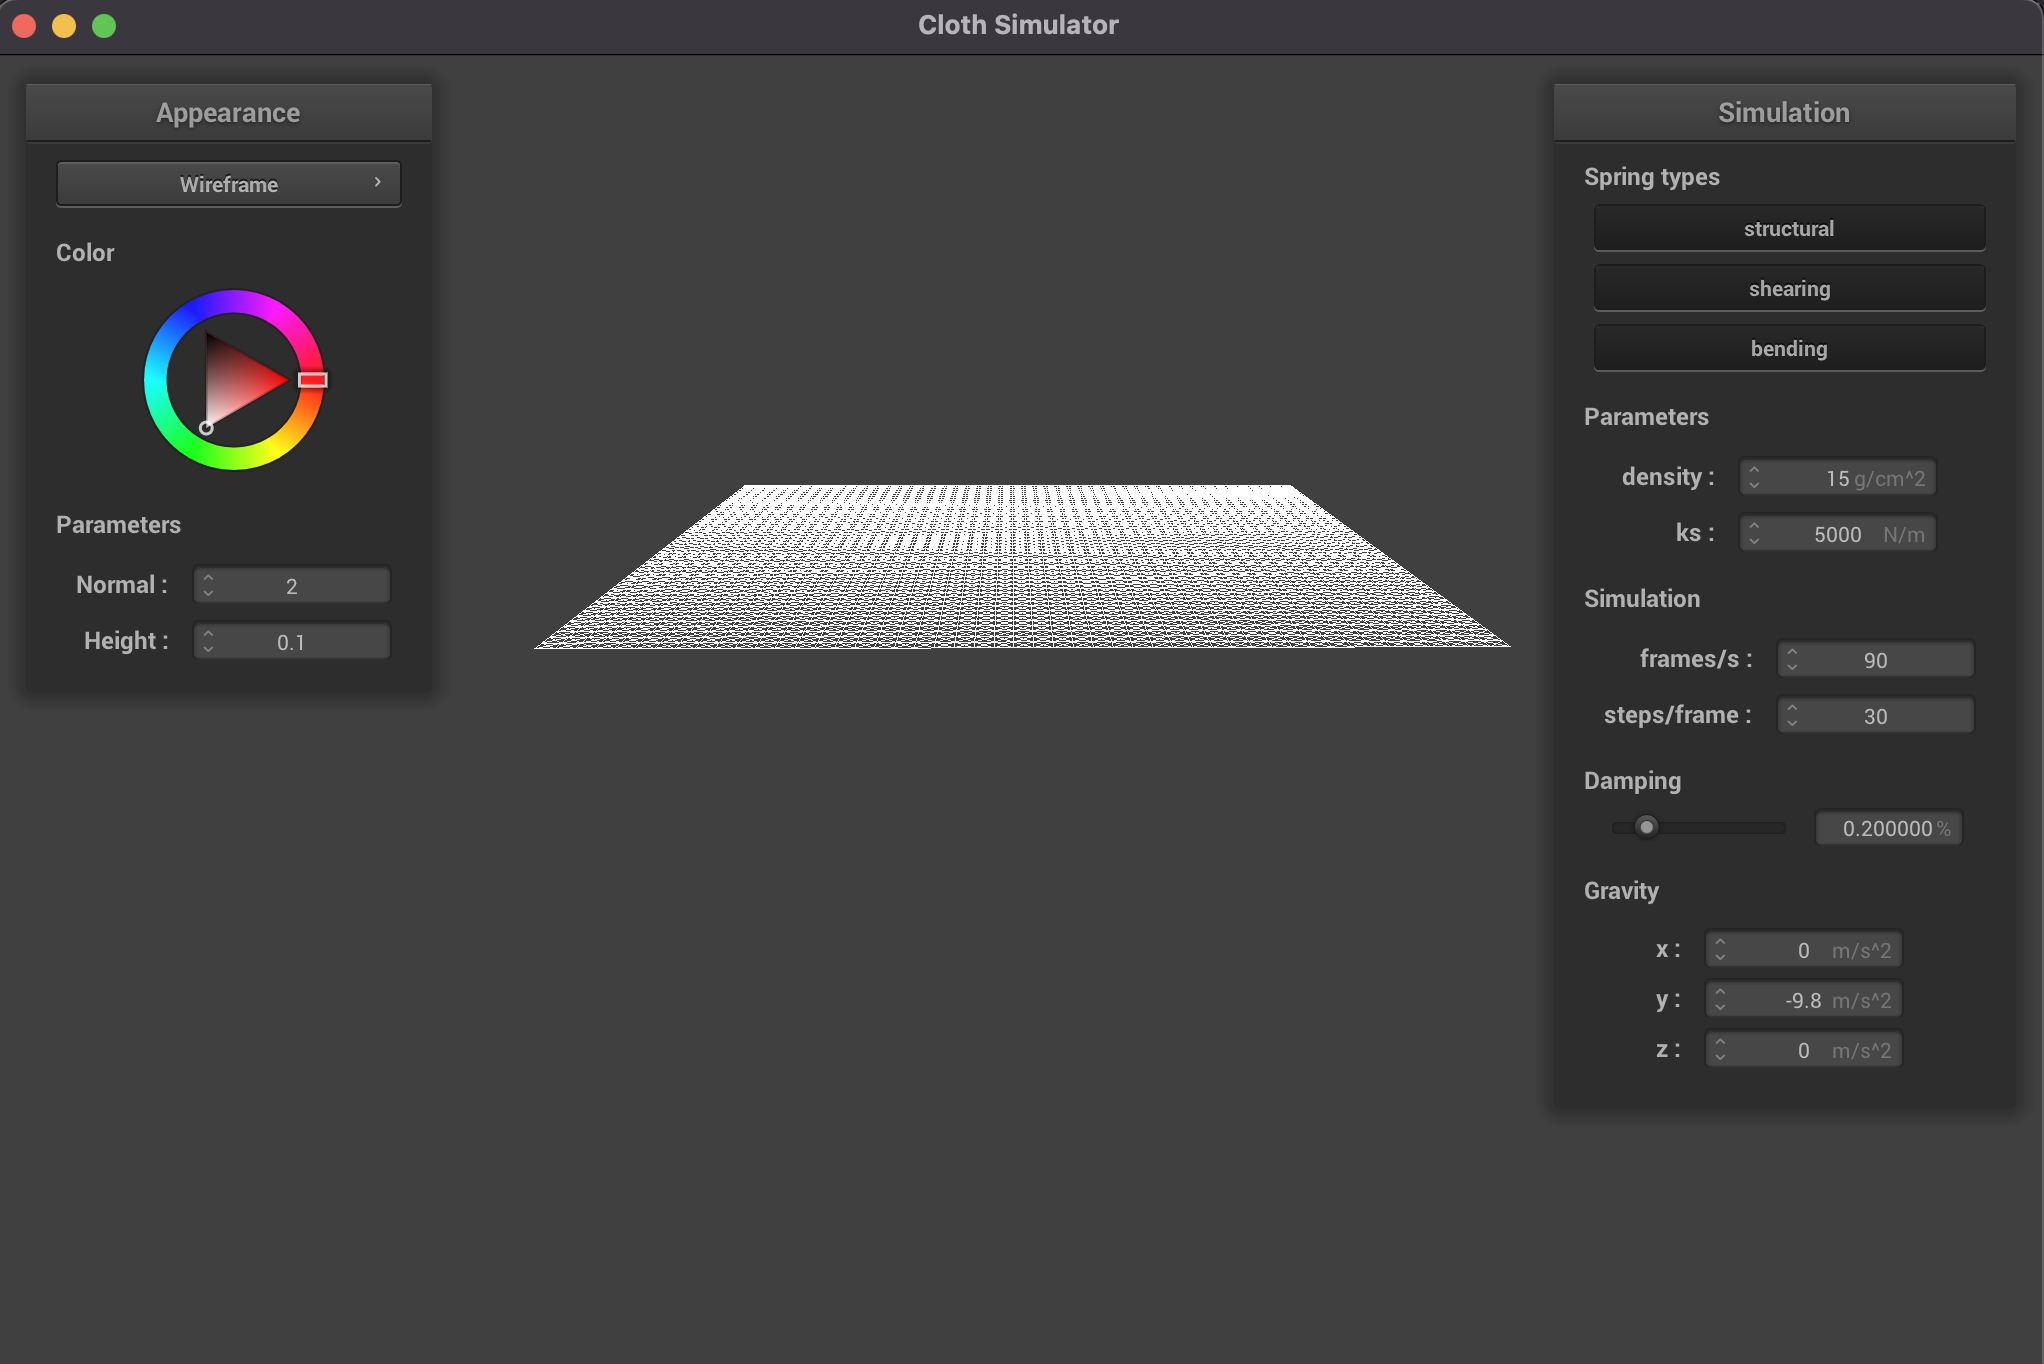 Cloth Simulator
Appearance
Wireframe
Color
Parameters
Normal : 2
Height : 0.1
Simulation
Spring types
structural
shearing
bending
Parameters
density : 15 g/cm^2
ks : 5000 N/m
Simulation
frames/s : 90
steps/frame : 30
Damping
0.200000 %
Gravity
x : 0 m/s^2
y : -9.8 m/s^2
z : 0 m/s^2